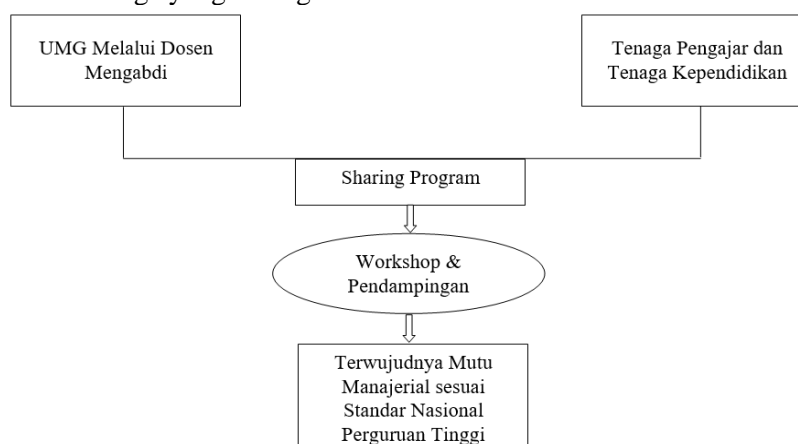 UMG Melalui Dosen
Mengabdi
Tenaga Pengajar dan
Tenaga Kependidikan
Sharing Program
Workshop &
Pendampingan
Terwujudnya Mutu
Manajerial sesuai
Standar Nasional
Perguruan Tinggi